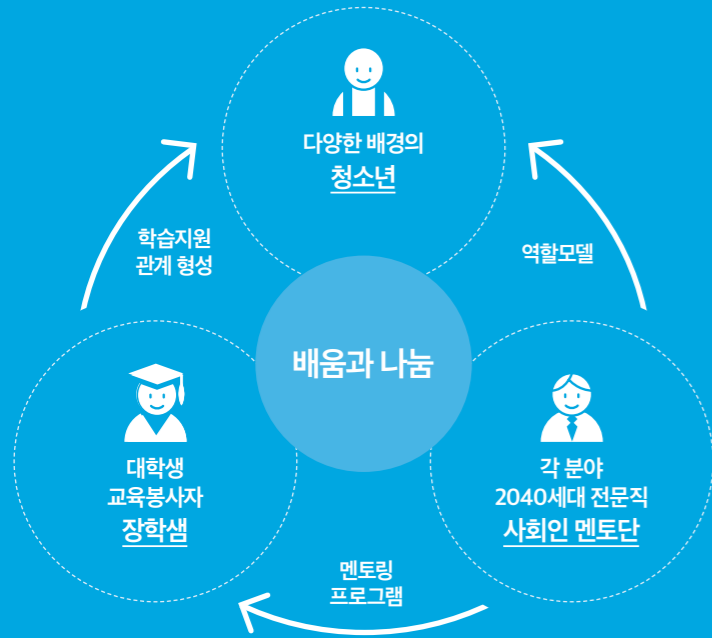 다양한 배경의
청소년
학습지원
관계 형성
역할모델
배움과 나눔
대학생
교육봉사자
장학샘
각 분야
2040세대 전문직
사회인 멘토단
멘토링
프로그램